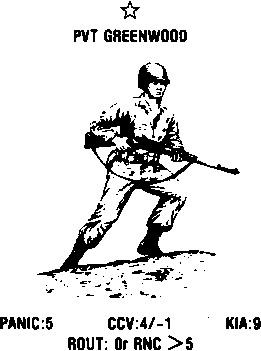 PVT GREENWOOD
PANIC:5 CCV:4/-1 KIA:9
ROUT: 0r RNC >5